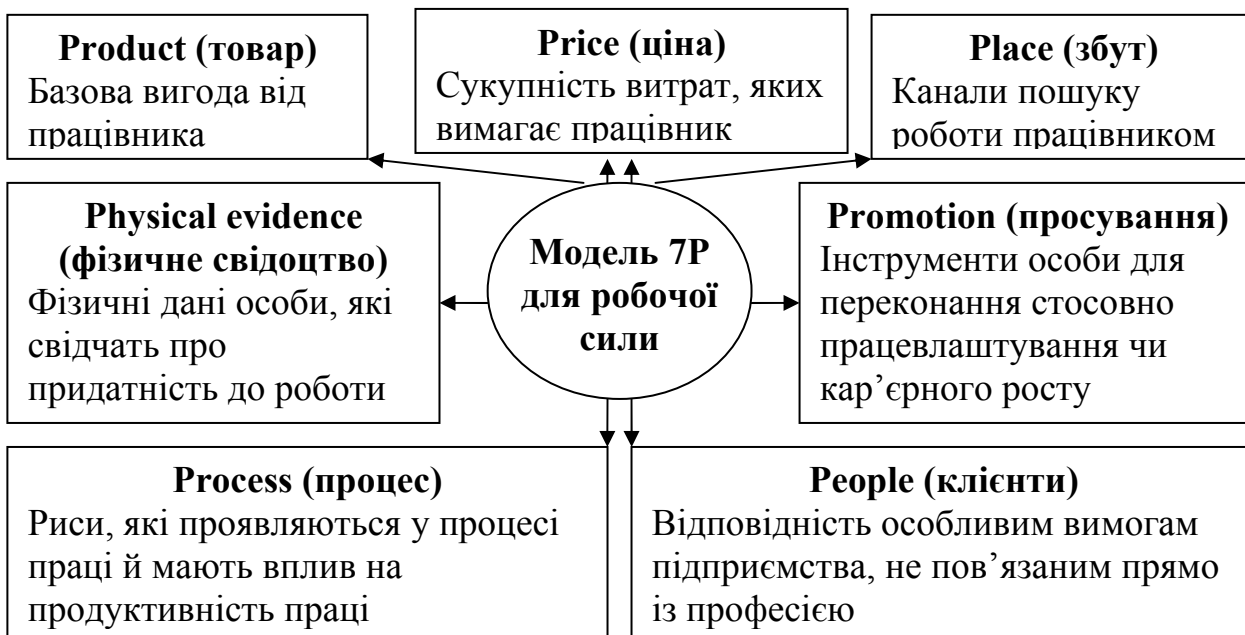 Product (товар)
Базова вигода від
працівника
Price (ціна)
Сукупність витрат, яких
вимагає працівник
Place (збут)
Канали пошуку
роботи працівником
Physical evidence
(фізичне свідоцтво)
Фізичні дані особи, які
свідчать про
придатність до роботи
Модель 7Р
для робочої
сили
Promotion (просування)
Інструменти особи для
переконання стосовно
працевлаштування чи
кар’єрного росту
Process (процес)
Риси, які проявляються у процесі
праці й мають вплив на
продуктивність праці
People (клієнти)
Відповідність особливим вимогам
підприємства, не пов’язаним прямо
із професією